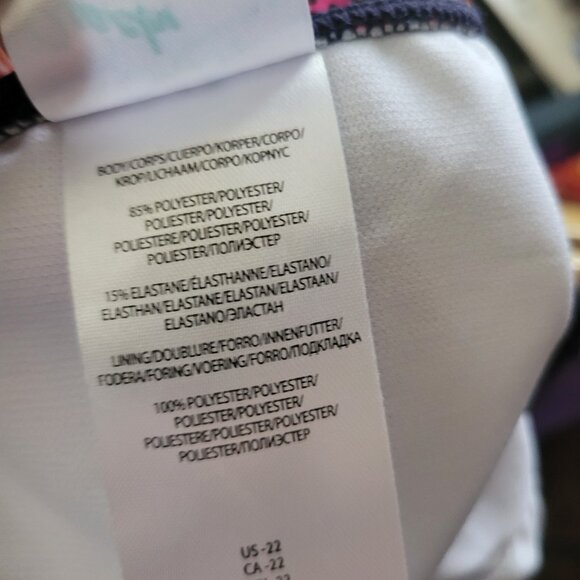 BODY/CORPS/CUERPO/KORPER/CORPO/
KROP/LICHAAM/CORPO/KOPNYC
85% POLYESTER/POLYESTER/
POLIESTER/POLYESTER/
POLIESTERE/POLIESTER/POLYESTER/
POLIESTER/ПОЛИЭСТЕР
15% ELASTANE/ÉLASTHANNE/ELASTANO/
ELASTHAN/ELASTANE/ELASTAN/ELASTAAN/
ELASTANO/ЭЛАСТАН
LINING/DOUBLURE/FORRO/INNENFUTTER/
FODERA/FORING/VOERING/FORRO/ПОДКЛАДКА
100% POLYESTER/POLYESTER/
POLIESTER/POLYESTER/
POLIESTERE/POLIESTER/POLYESTER/
POLIESTER/ПОЛИЭСТЕР
US -22
CA -22